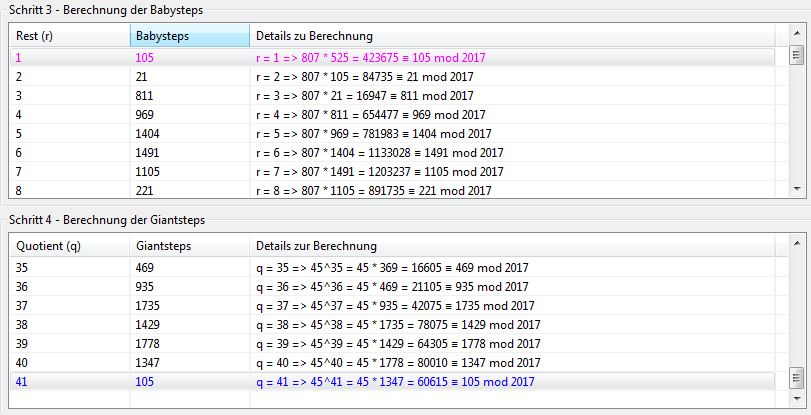 Schritt 3 - Berechnung der Babysteps
Rest (r) Babysteps Details zu Berechnung
1 105 r = 1 => 807 * 525 = 423675 ≡ 105 mod 2017
2 21 r = 2 => 807 * 105 = 84735 ≡ 21 mod 2017
3 811 r = 3 => 807 * 21 = 16947 ≡ 811 mod 2017
4 969 r = 4 => 807 * 811 = 654477 ≡ 969 mod 2017
5 1404 r = 5 => 807 * 969 = 781983 ≡ 1404 mod 2017
6 1491 r = 6 => 807 * 1404 = 1133028 ≡ 1491 mod 2017
7 1105 r = 7 => 807 * 1491 = 1203237 ≡ 1105 mod 2017
8 221 r = 8 => 807 * 1105 = 891735 ≡ 221 mod 2017
Schritt 4 - Berechnung der Giantsteps
Quotient (q) Giantsteps Details zur Berechnung
35 469 q = 35 => 45^35 = 45 * 369 = 16605 ≡ 469 mod 2017
36 935 q = 36 => 45^36 = 45 * 469 = 21105 ≡ 935 mod 2017
37 1735 q = 37 => 45^37 = 45 * 935 = 42075 ≡ 1735 mod 2017
38 1429 q = 38 => 45^38 = 45 * 1735 = 78075 ≡ 1429 mod 2017
39 1778 q = 39 => 45^39 = 45 * 1429 = 64305 ≡ 1778 mod 2017
40 1347 q = 40 => 45^40 = 45 * 1778 = 80010 ≡ 1347 mod 2017
41 105 q = 41 => 45^41 = 45 * 1347 = 60615 ≡ 105 mod 2017